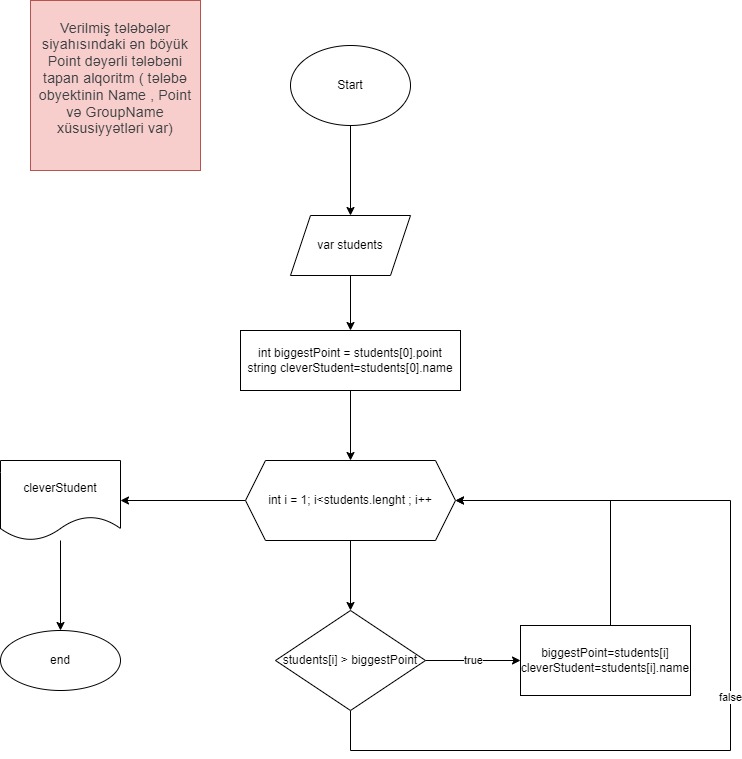 Verilmiş tələbələr
siyahısındaki ən böyük
Point dəyərli tələbəni
tapan alqoritm ( tələbə
obyektinin Name , Point
və GroupName
xüsusiyyətləri var)
Start
var students
int biggestPoint = students[0].point
string cleverStudent=students[0].name
cleverStudent
int i = 1; i<students.lenght ; i++
end
students[i] > biggestPoint
true
biggestPoint=students[i]
cleverStudent=students[i].name
false